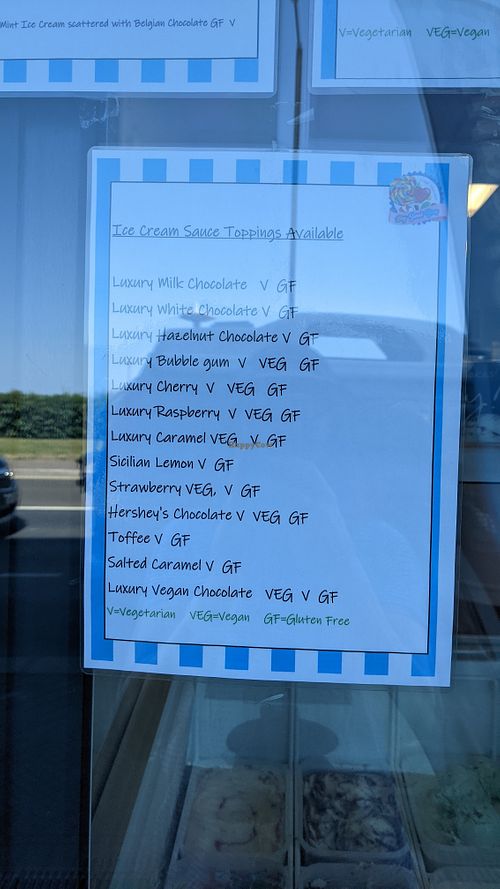 Mint Ice Cream scattered with Belgian Chocolate GF V
V=Vegetarian VEG=Vegan
Ice Cream Sauce Toppings Available
Luxury Milk Chocolate V GF
Luxury White Chocolate V GF
Luxury Hazelnut Chocolate V GF
Luxury Bubble gum V VEG GF
Luxury Cherry V VEG GF
Luxury Raspberry V VEG GF
Luxury Caramel VEG V GF
HappyCow
Sicilian Lemon V GF
Strawberry VEG, V GF
Hershey's Chocolate V VEG GF
Toffee V GF
Salted Caramel V GF
Luxury Vegan Chocolate VEG V GF
V=Vegetarian VEG=Vegan GF=Gluten Free